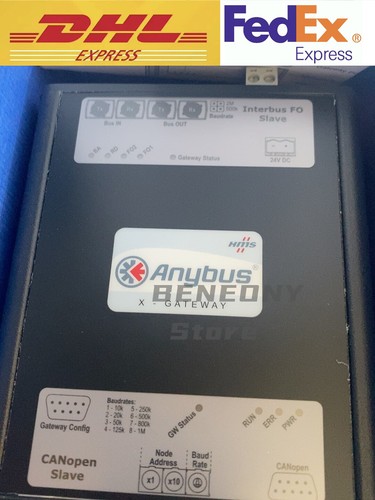 DHL
EXPRESS
FedEx
Express
Interbus FO
Slave
2M
500k
Baudrate
Bus IN
Bus OUT
Gateway Status
24V DC
HMS
Anybus®
X - GATEWAY
BENEONY
Store
Baudrates:
1 - 10k 5 - 250k
2 - 20k 6 - 500k
3 - 50k 7 - 800k
4 - 125k 8 - 1M
Gateway Config
GW Status
RUN
ERR
PWR
CANopen
Slave
Node
Address
Baud
Rate
x1
x10
CANopen